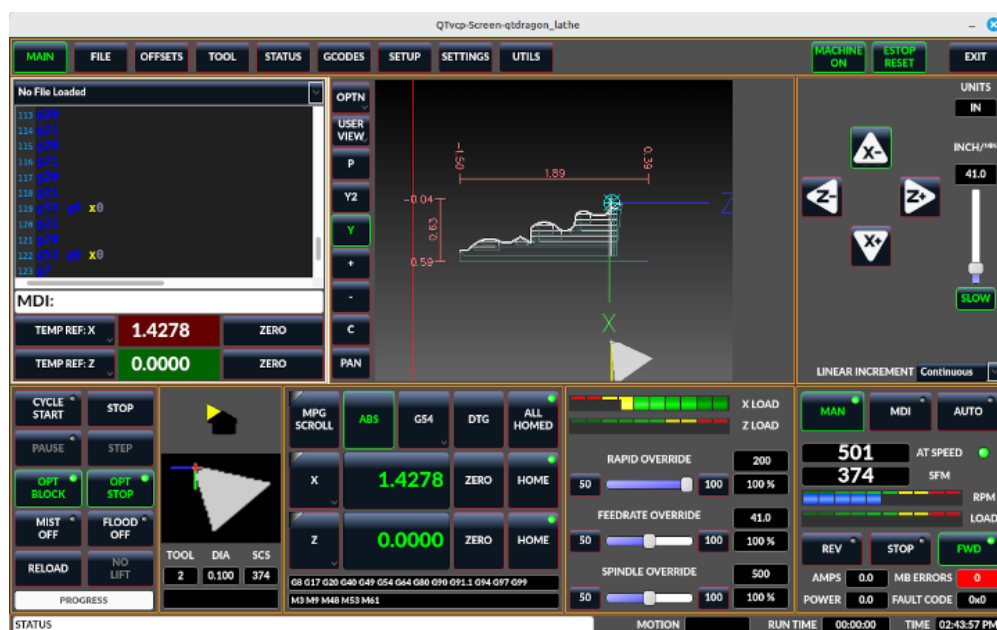 QTvcp-Screen-qtdragon_lathe
MAIN FILE OFFSETS TOOL STATUS GCODES SETUP SETTINGS UTILS MACHINE ON ESTOP RESET EXIT
No File Loaded
113 g20
114 g21
115 g20
116 g21
117 g20
118 g21
119 g53 g0 x0
120 g21
121 g20
122 g53 g0 x0
123 g7
MDI:
TEMP REF: X 1.4278 ZERO
TEMP REF: Z 0.0000 ZERO
OPTN
USER VIEW
P
Y2
Y
+
-
C
PAN
-1.50 0.39
1.89
-0.04
0.63
0.59
Z
X
UNITS
IN
INCH/MIN
41.0
X-
Z- Z+
X+
SLOW
LINEAR INCREMENT Continuous
CYCLE START STOP
PAUSE STEP
OPT BLOCK OPT STOP
MIST OFF FLOOD OFF
RELOAD NO LIFT
PROGRESS
TOOL DIA SCS
2 0.100 374
MPG SCROLL ABS G54 DTG ALL HOMED
X 1.4278 ZERO HOME
Z 0.0000 ZERO HOME
G8 G17 G20 G40 G49 G54 G64 G80 G90 G91.1 G94 G97 G99
M3 M9 M48 M53 M61
X LOAD
Z LOAD
RAPID OVERRIDE 200
50 100 100 %
FEEDRATE OVERRIDE 41.0
50 100 100 %
SPINDLE OVERRIDE 500
50 100 100 %
MAN MDI AUTO
501 AT SPEED
374 SFM
RPM
LOAD
REV STOP FWD
AMPS 0.0 MB ERRORS 0
POWER 0.0 FAULT CODE 0x0
STATUS MOTION RUN TIME 00:00:00 TIME 02:43:57 PM